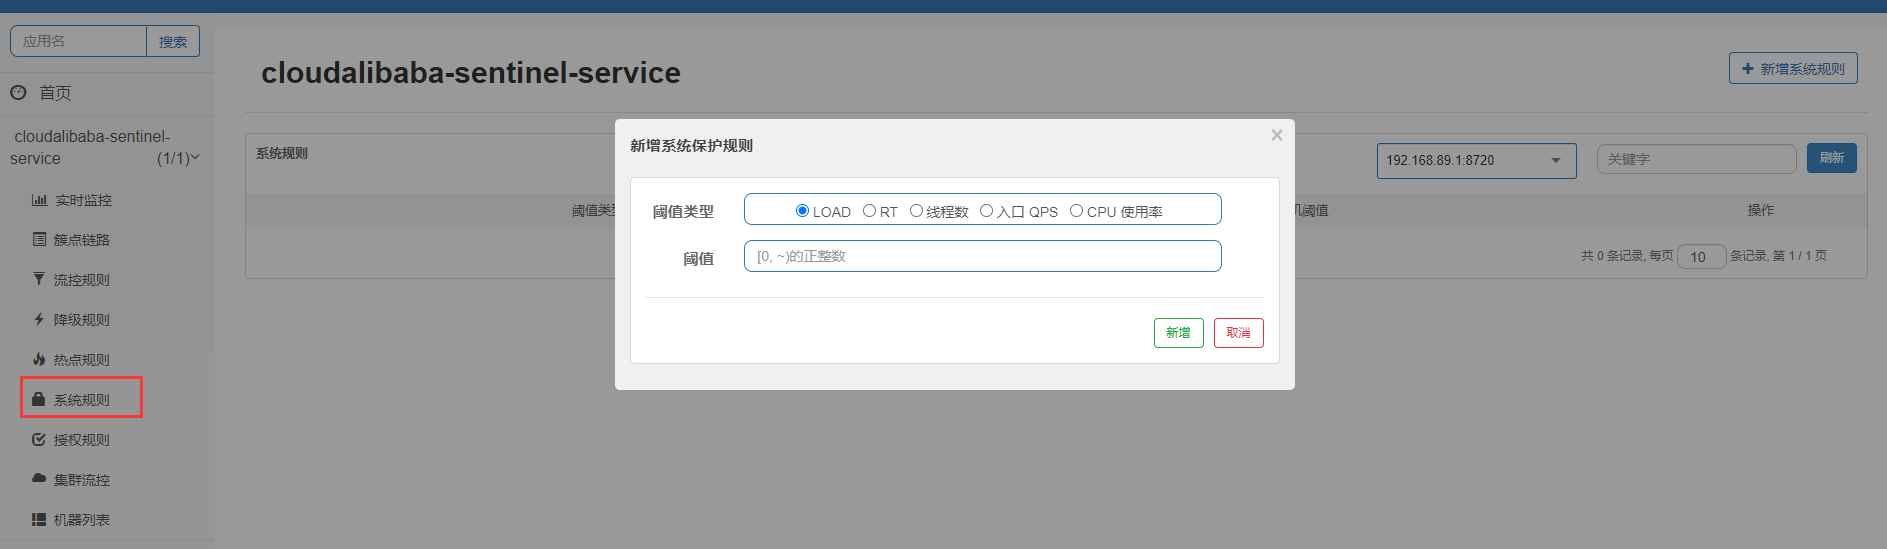 应用名
搜索
首页
cloudalibaba-sentinel-
service (1/1)
实时监控
簇点链路
流控规则
降级规则
热点规则
系统规则
授权规则
集群流控
机器列表
cloudalibaba-sentinel-service
新增系统规则
系统规则
192.168.89.1:8720
关键字
刷新
阈值类
机阈值
操作
共 0 条记录, 每页 10 条记录, 第 1 / 1 页
新增系统保护规则
×
阈值类型
LOAD RT 线程数 入口 QPS CPU 使用率
阈值
[0, ~)的正整数
新增
取消